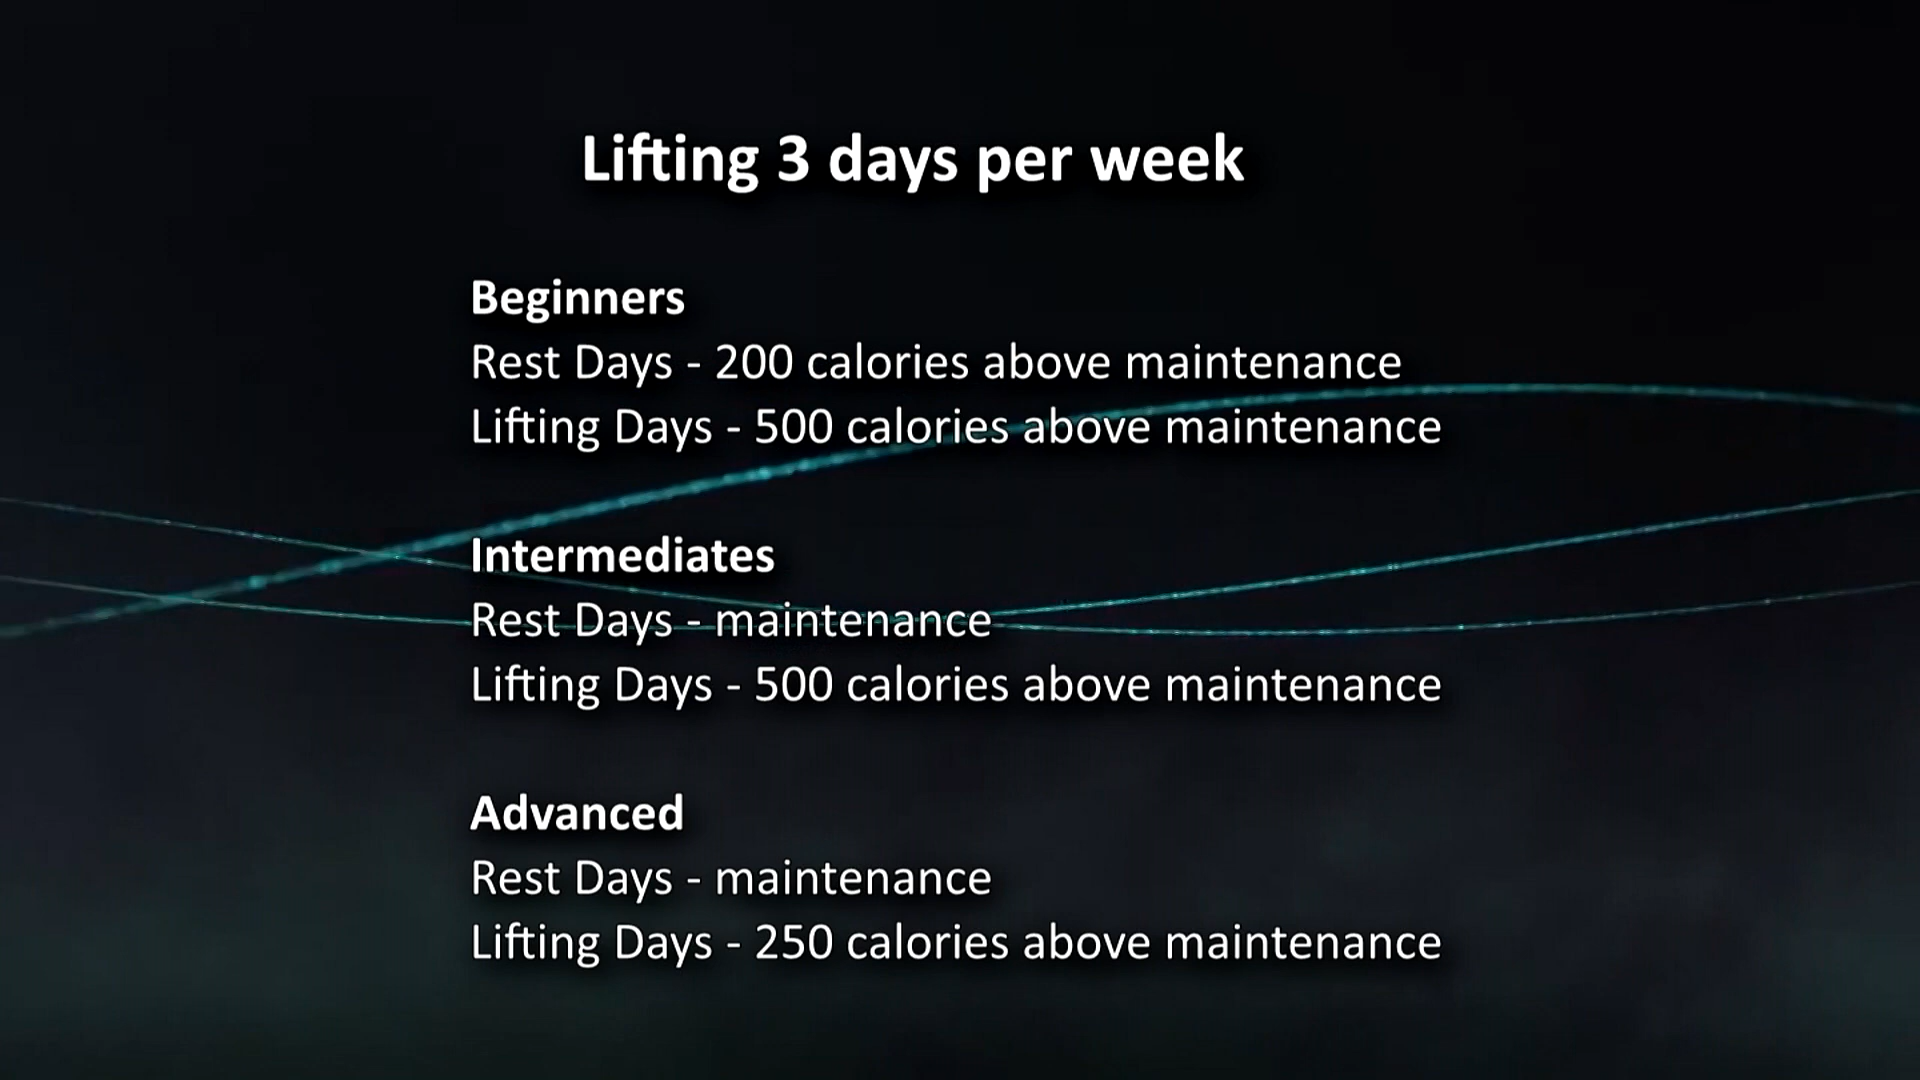 Lifting 3 days per week
Beginners
Rest Days - 200 calories above maintenance
Lifting Days - 500 calories above maintenance
Intermediates
Rest Days - maintenance
Lifting Days - 500 calories above maintenance
Advanced
Rest Days - maintenance
Lifting Days - 250 calories above maintenance